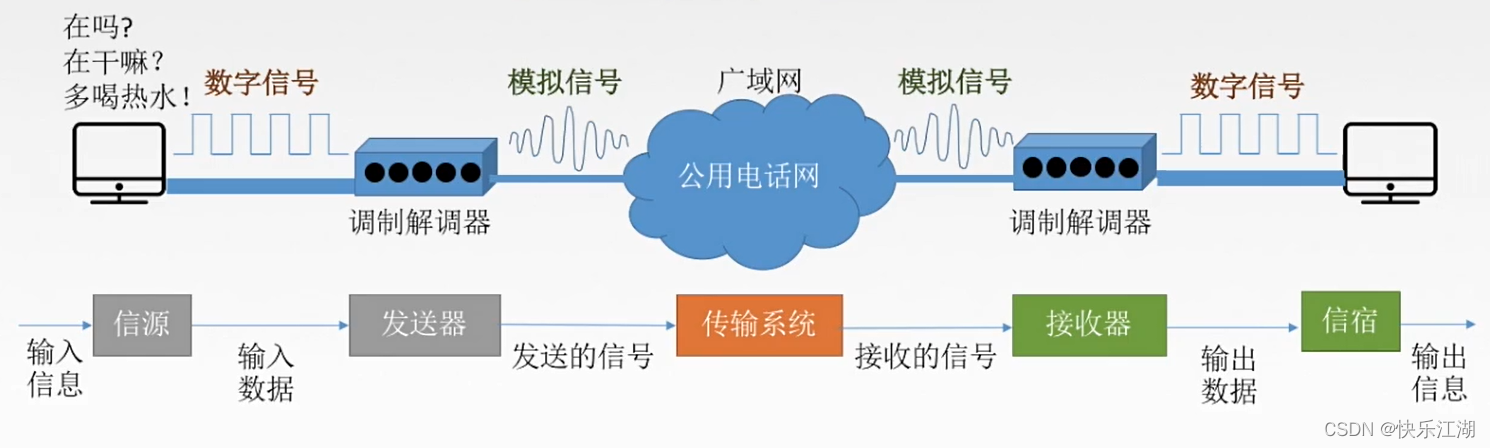 在吗?
在干嘛？
多喝热水!
数字信号
模拟信号
广域网
模拟信号
数字信号
公用电话网
调制解调器
调制解调器
信源
发送器
传输系统
接收器
信宿
输入
信息
输入
数据
发送的信号
接收的信号
输出
数据
输出
信息
CSDN @快乐江湖